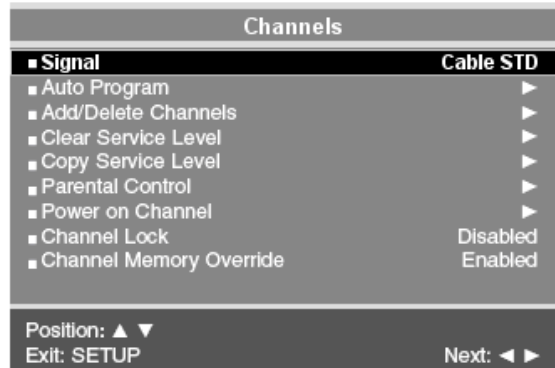 Channels
▪ Signal Cable STD
▪ Auto Program ►
▪ Add/Delete Channels ►
▪ Clear Service Level ►
▪ Copy Service Level ►
▪ Parental Control ►
▪ Power on Channel ►
▪ Channel Lock Disabled
▪ Channel Memory Override Enabled
Position: ▲ ▼
Exit: SETUP Next: ◄ ►